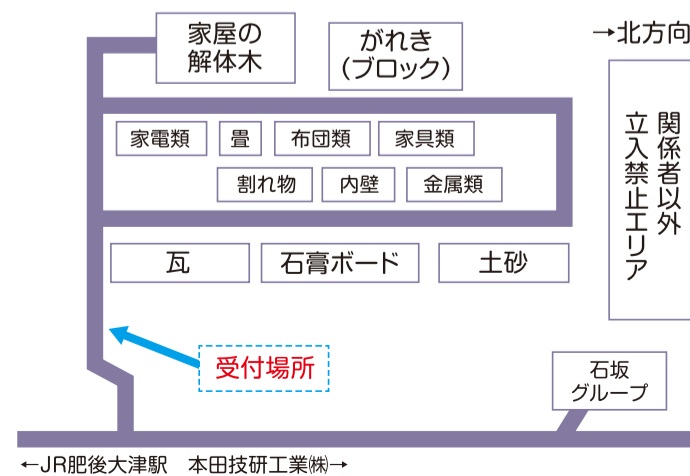 家屋の
解体木
がれき
(ブロック)
→北方向
家電類
畳
布団類
家具類
割れ物
内壁
金属類
関係者以外
立入禁止エリア
瓦
石膏ボード
土砂
受付場所
石坂
グループ
←JR肥後大津駅 本田技研工業㈱→